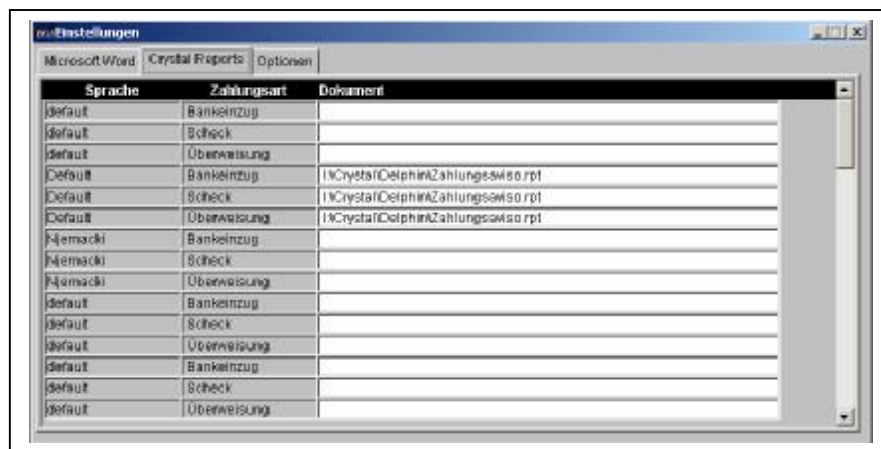 Einstellungen
Microsoft Word Crystal Reports Optionen
Sprache Zahlungsart Dokument
default Bankeinzug
default Scheck
default Überweisung
Default Bankeinzug I:\Crystal\Delphin\Zahlungsaviso.rpt
Default Scheck I:\Crystal\Delphin\Zahlungsaviso.rpt
Default Überweisung I:\Crystal\Delphin\Zahlungsaviso.rpt
Njemacki Bankeinzug
Njemacki Scheck
Njemacki Überweisung
default Bankeinzug
default Scheck
default Überweisung
default Bankeinzug
default Scheck
default Überweisung